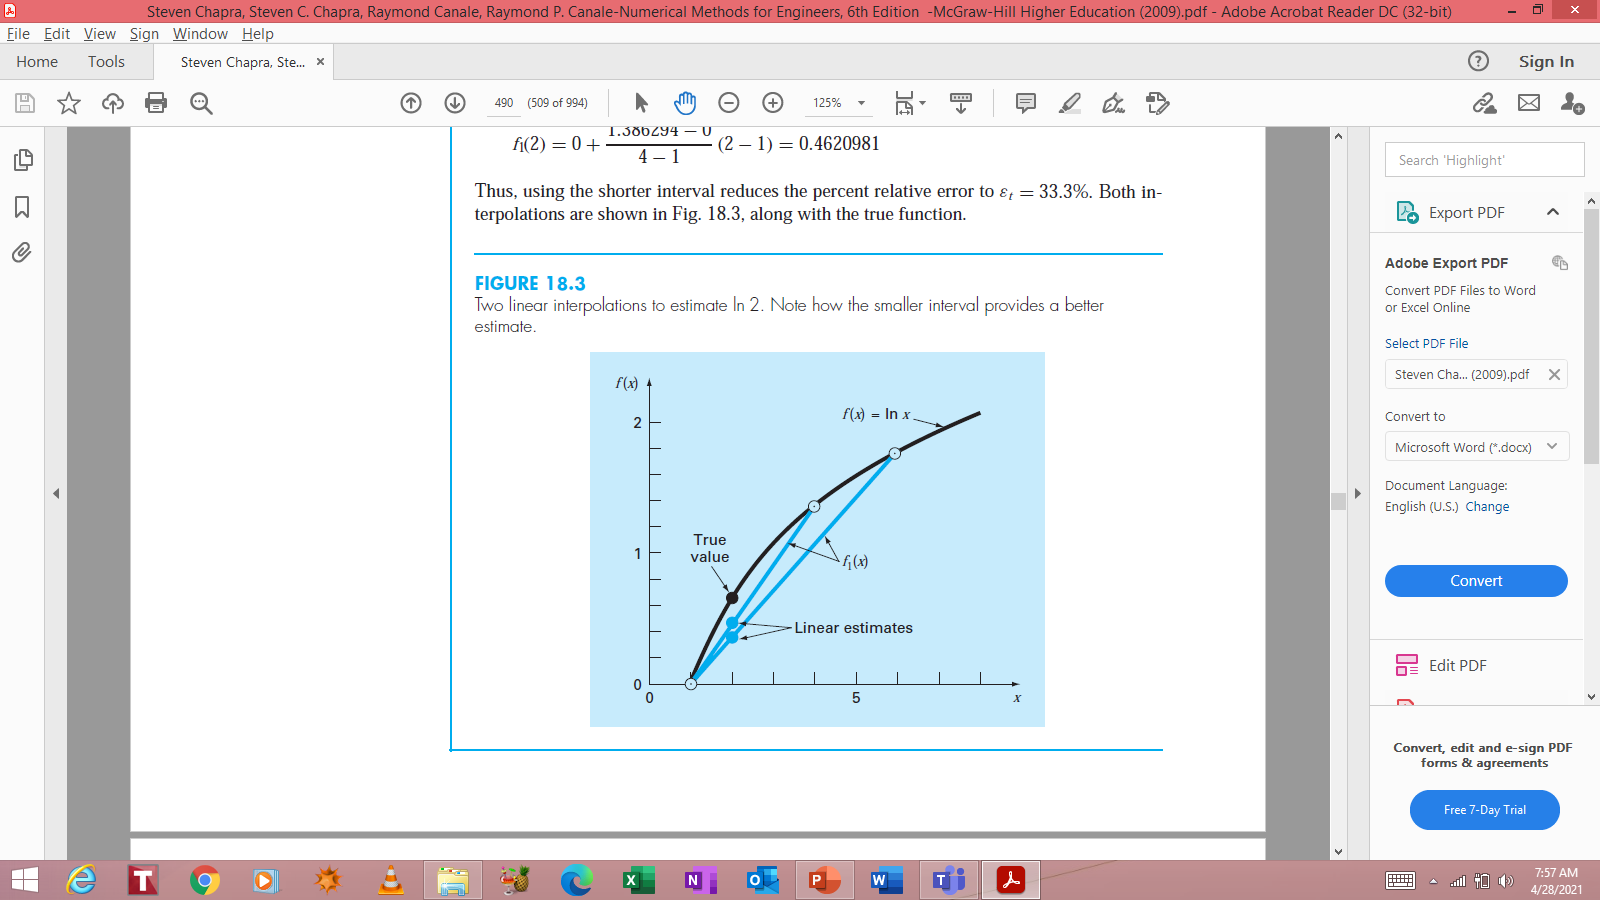 Steven Chapra, Steven C. Chapra, Raymond Canale, Raymond P. Canale-Numerical Methods for Engineers, 6th Edition -McGraw-Hill Higher Education (2009).pdf - Adobe Acrobat Reader DC (32-bit)
File Edit View Sign Window Help
Home Tools Steven Chapra, Ste... × ? Sign In
490 (509 of 994) 125%
1.386294 − 0
f1(2) = 0 + (2 − 1) = 0.4620981
4 − 1
Thus, using the shorter interval reduces the percent relative error to εt = 33.3%. Both in-
terpolations are shown in Fig. 18.3, along with the true function.
FIGURE 18.3
Two linear interpolations to estimate ln 2. Note how the smaller interval provides a better
estimate.
f(x)
2
f(x) = ln x
1
True
value
f1(x)
Linear estimates
0
0 5 x
Search 'Highlight'
Export PDF
Adobe Export PDF
Convert PDF Files to Word
or Excel Online
Select PDF File
Steven Cha... (2009).pdf
Convert to
Microsoft Word (*.docx)
Document Language:
English (U.S.) Change
Convert
Edit PDF
Convert, edit and e-sign PDF
forms & agreements
Free 7-Day Trial
7:57 AM
4/28/2021